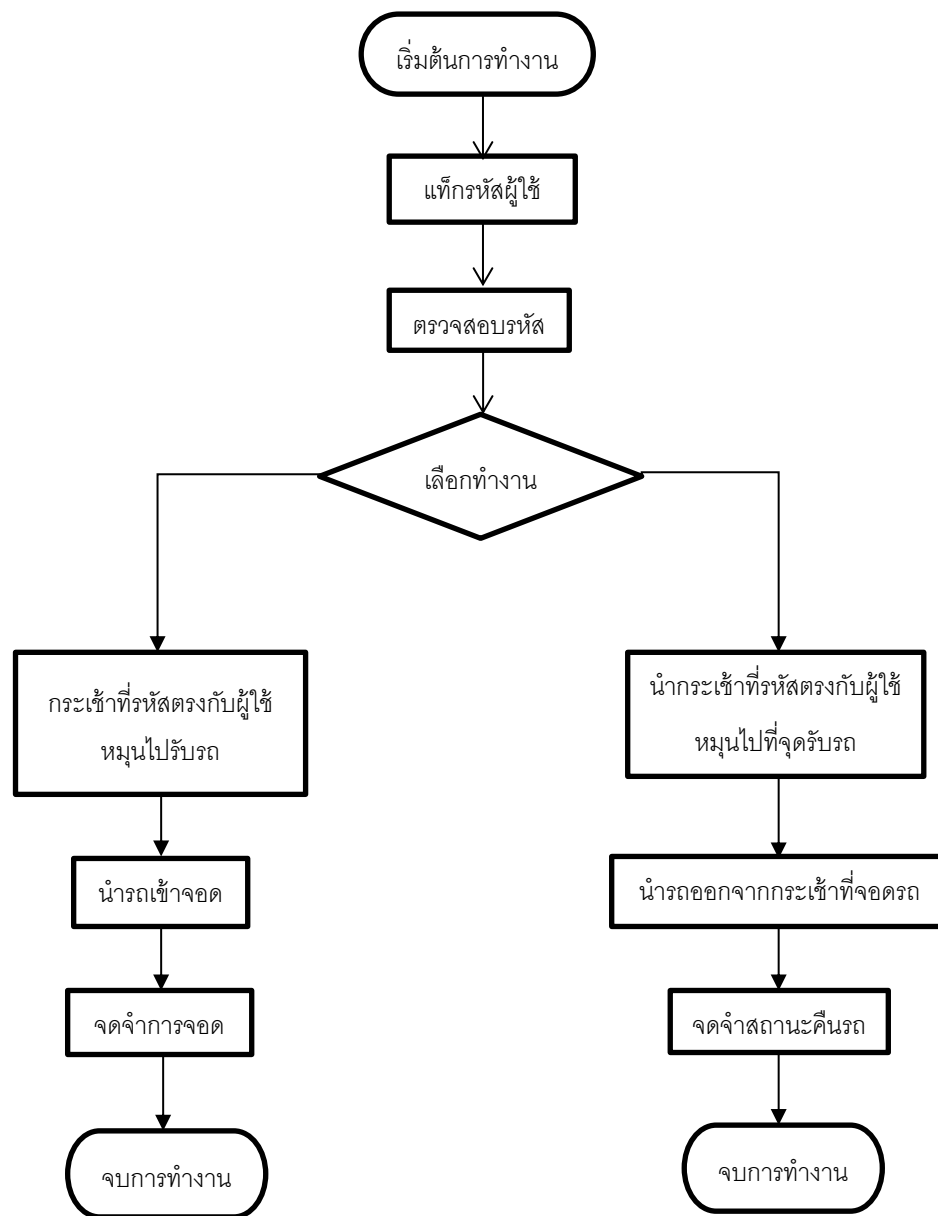 เริ่มต้นการทำงาน
แท็กรหัสผู้ใช้
ตรวจสอบรหัส
เลือกทำงาน
กระเช้าที่รหัสตรงกับผู้ใช้
หมุนไปรับรถ
นำรถเข้าจอด
จดจำการจอด
จบการทำงาน
นำกระเช้าที่รหัสตรงกับผู้ใช้
หมุนไปที่จุดรับรถ
นำรถออกจากกระเช้าที่จอดรถ
จดจำสถานะคืนรถ
จบการทำงาน